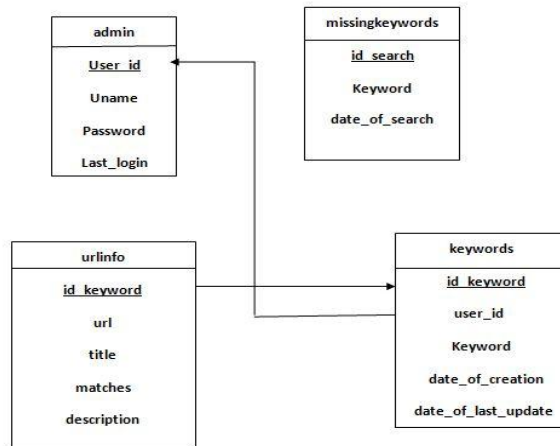 admin
User_id
Uname
Password
Last_login
missingkeywords
id_search
Keyword
date_of_search
urlinfo
id_keyword
url
title
matches
description
keywords
id_keyword
user_id
Keyword
date_of_creation
date_of_last_update